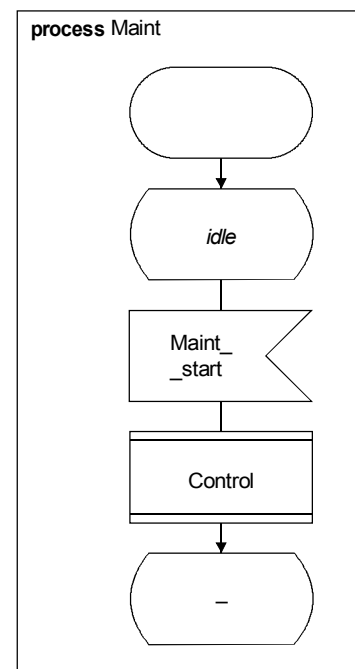 process Maint
idle
Maint_
_start
Control
–